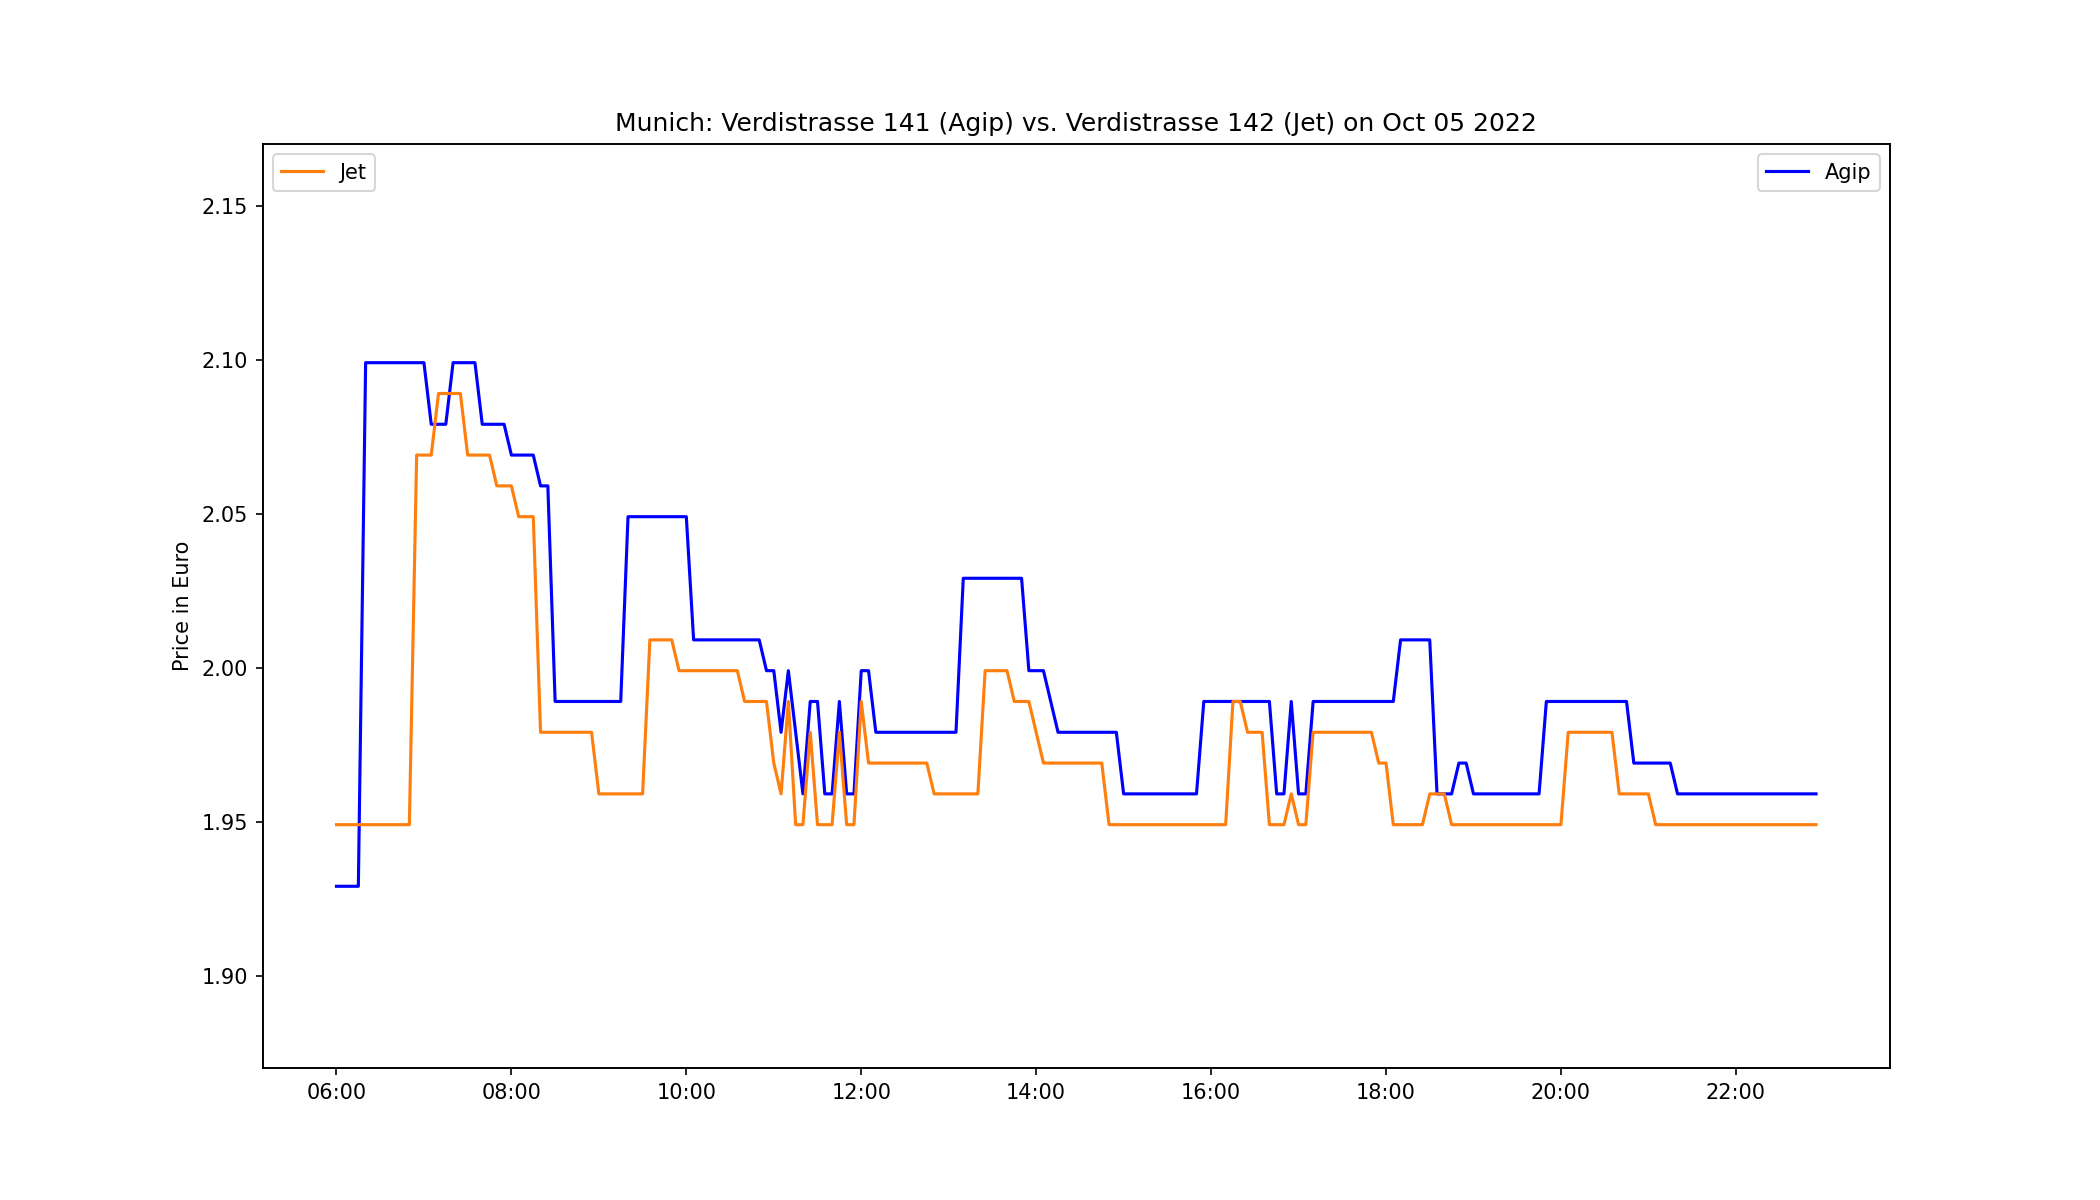 Munich: Verdistrasse 141 (Agip) vs. Verdistrasse 142 (Jet) on Oct 05 2022
Jet
Agip
2.15
2.10
2.05
2.00
1.95
1.90
Price in Euro
06:00 08:00 10:00 12:00 14:00 16:00 18:00 20:00 22:00